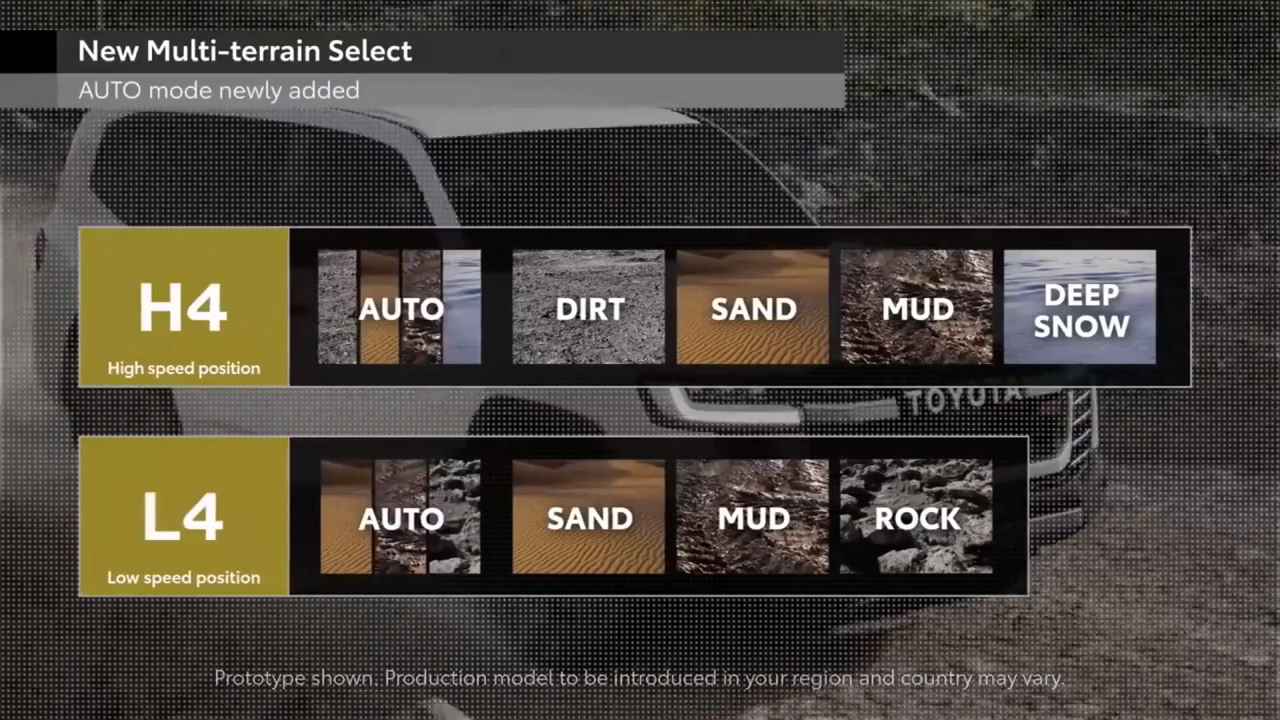 New Multi-terrain Select
AUTO mode newly added
H4
High speed position
AUTO
DIRT
SAND
MUD
DEEP
SNOW
TOYOTA
L4
Low speed position
AUTO
SAND
MUD
ROCK
Prototype shown. Production model to be introduced in your region and country may vary.